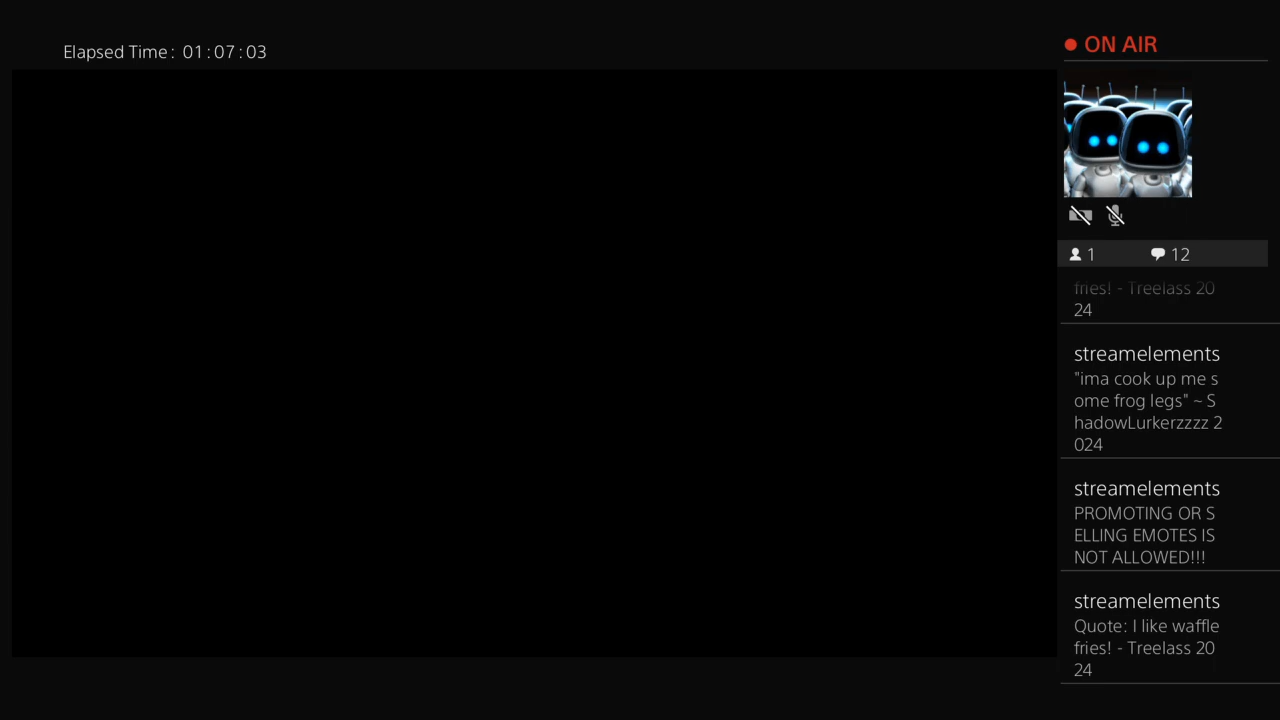 Elapsed Time: 01:07:03
ON AIR
1
12
fries! - Treelass 20
24
streamelements
"ima cook up me s
ome frog legs" ~ S
hadowLurkerzzzz 2
024
streamelements
PROMOTING OR S
ELLING EMOTES IS
NOT ALLOWED!!!
streamelements
Quote: I like waffle
fries! - Treelass 20
24